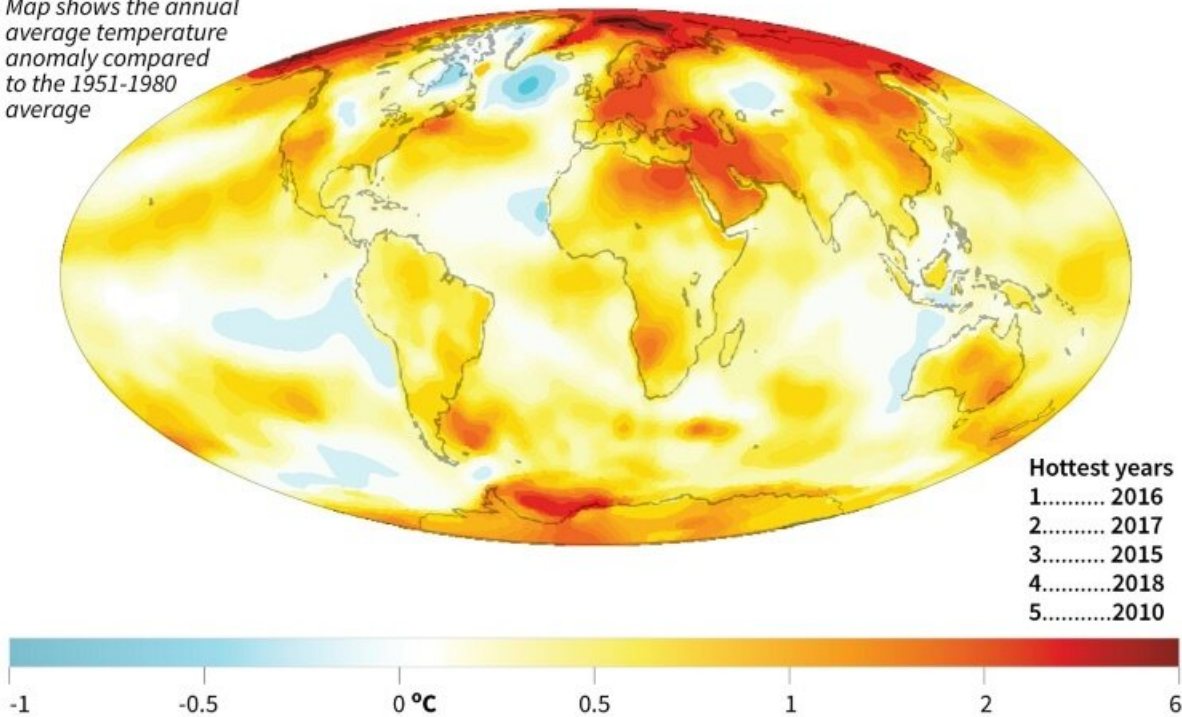 Map shows the annual
average temperature
anomaly compared
to the 1951-1980
average
Hottest years
1.......... 2016
2.......... 2017
3.......... 2015
4...........2018
5...........2010
-1 -0.5 0 ºC 0.5 1 2 6